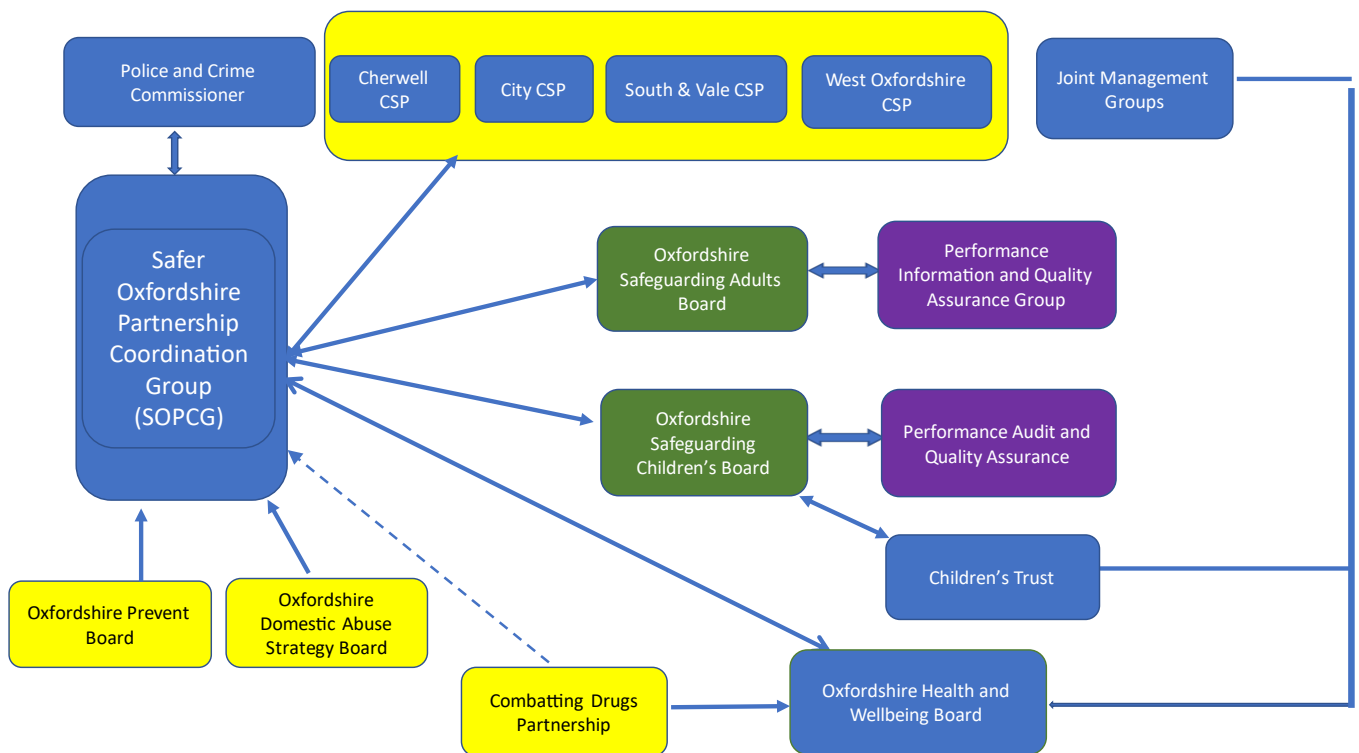 Police and Crime
Commissioner
Cherwell
CSP
City CSP
South & Vale CSP
West Oxfordshire
CSP
Joint Management
Groups
Safer
Oxfordshire
Partnership
Coordination
Group
(SOPCG)
Oxfordshire
Safeguarding Adults
Board
Performance
Information and Quality
Assurance Group
Oxfordshire
Safeguarding
Children’s Board
Performance Audit and
Quality Assurance
Children’s Trust
Oxfordshire Prevent
Board
Oxfordshire
Domestic Abuse
Strategy Board
Combatting Drugs
Partnership
Oxfordshire Health and
Wellbeing Board